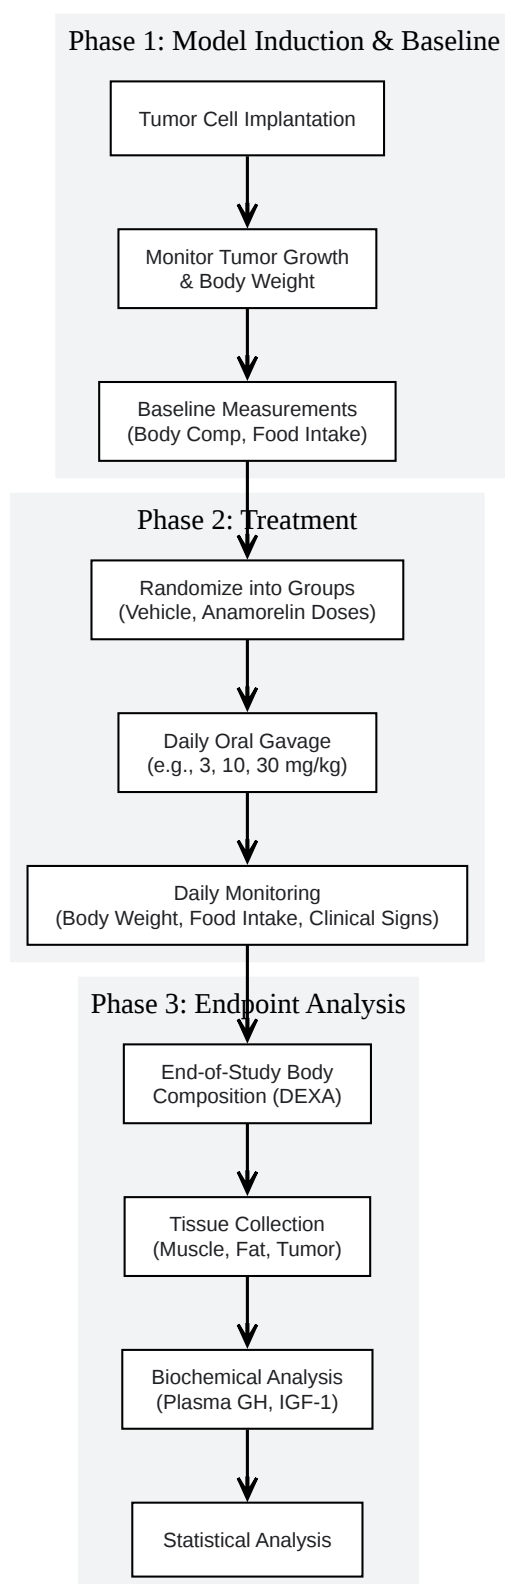 Phase 1: Model Induction & Baseline
Tumor Cell Implantation
Monitor Tumor Growth
& Body Weight
Baseline Measurements
(Body Comp, Food Intake)
Phase 2: Treatment
Randomize into Groups
(Vehicle, Anamorelin Doses)
Daily Oral Gavage
(e.g., 3, 10, 30 mg/kg)
Daily Monitoring
(Body Weight, Food Intake, Clinical Signs)
Phase 3: Endpoint Analysis
End-of-Study Body
Composition (DEXA)
Tissue Collection
(Muscle, Fat, Tumor)
Biochemical Analysis
(Plasma GH, IGF-1)
Statistical Analysis